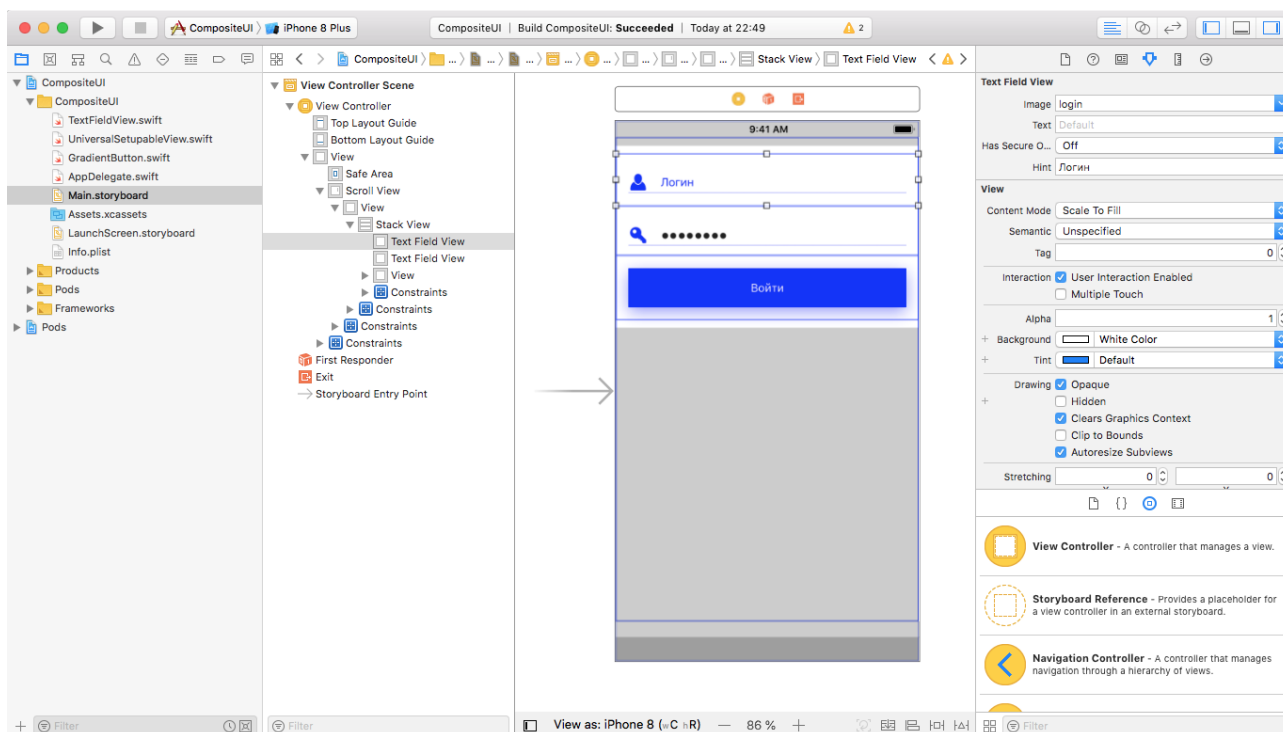 CompositeUI 〉 iPhone 8 Plus
CompositeUI | Build CompositeUI: Succeeded | Today at 22:49
2
CompositeUI
CompositeUI
TextFieldView.swift
UniversalSetupableView.swift
GradientButton.swift
AppDelegate.swift
Main.storyboard
Assets.xcassets
LaunchScreen.storyboard
Info.plist
Products
Pods
Frameworks
Pods
Filter
CompositeUI 〉 ... 〉 ... 〉 ... 〉 ... 〉 ... 〉 ... 〉 ... 〉 ... 〉 Stack View 〉 Text Field View
View Controller Scene
View Controller
Top Layout Guide
Bottom Layout Guide
View
Safe Area
Scroll View
View
Stack View
Text Field View
Text Field View
View
Constraints
Constraints
Constraints
Constraints
First Responder
Exit
Storyboard Entry Point
Filter
9:41 AM
Логин
Войти
View as: iPhone 8 (wC hR) — 86 % +
Text Field View
Image login
Text Default
Has Secure O... Off
Hint Логин
View
Content Mode Scale To Fill
Semantic Unspecified
Tag 0
Interaction User Interaction Enabled
Multiple Touch
Alpha 1
Background White Color
Tint Default
Drawing Opaque
Hidden
Clears Graphics Context
Clip to Bounds
Autoresize Subviews
Stretching 0 0
{}
View Controller - A controller that manages a view.
Storyboard Reference - Provides a placeholder for
a view controller in an external storyboard.
Navigation Controller - A controller that manages
navigation through a hierarchy of views.
Filter